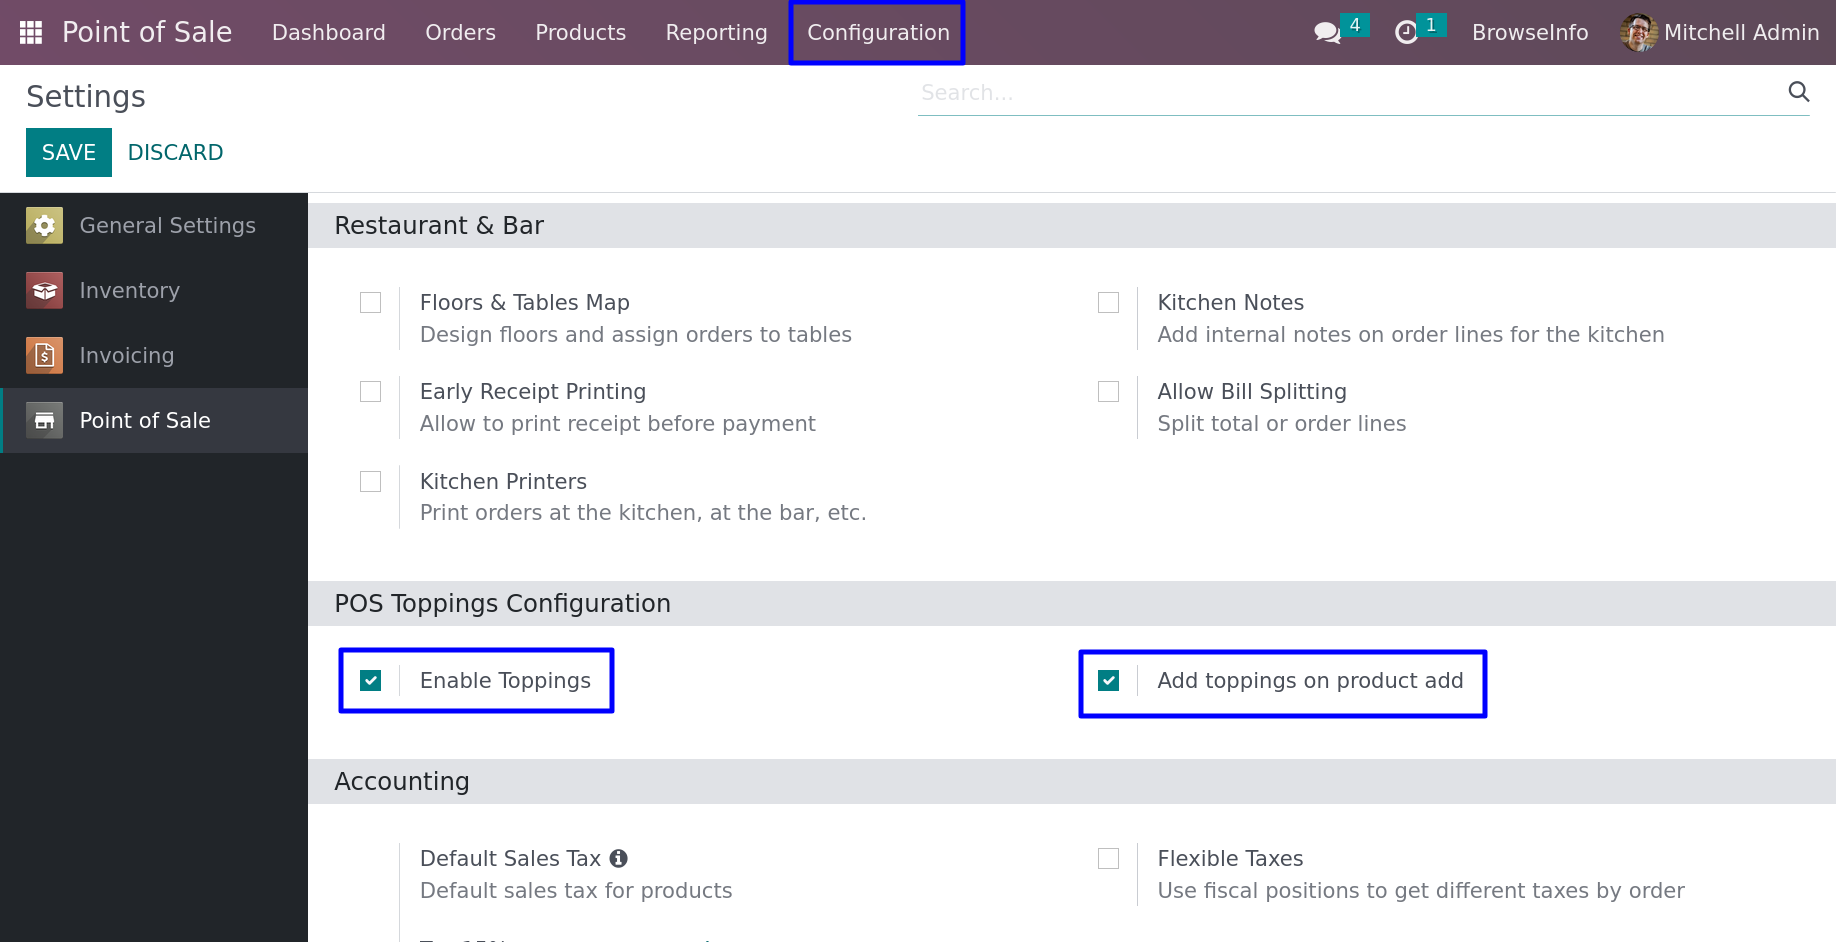 Point of Sale Dashboard Orders Products Reporting Configuration 4 1 BrowseInfo Mitchell Admin
Settings
Search...
SAVE DISCARD
General Settings
Inventory
Invoicing
Point of Sale
Restaurant & Bar
Floors & Tables Map
Design floors and assign orders to tables
Kitchen Notes
Add internal notes on order lines for the kitchen
Early Receipt Printing
Allow to print receipt before payment
Allow Bill Splitting
Split total or order lines
Kitchen Printers
Print orders at the kitchen, at the bar, etc.
POS Toppings Configuration
Enable Toppings
Add toppings on product add
Accounting
Default Sales Tax
Default sales tax for products
Flexible Taxes
Use fiscal positions to get different taxes by order